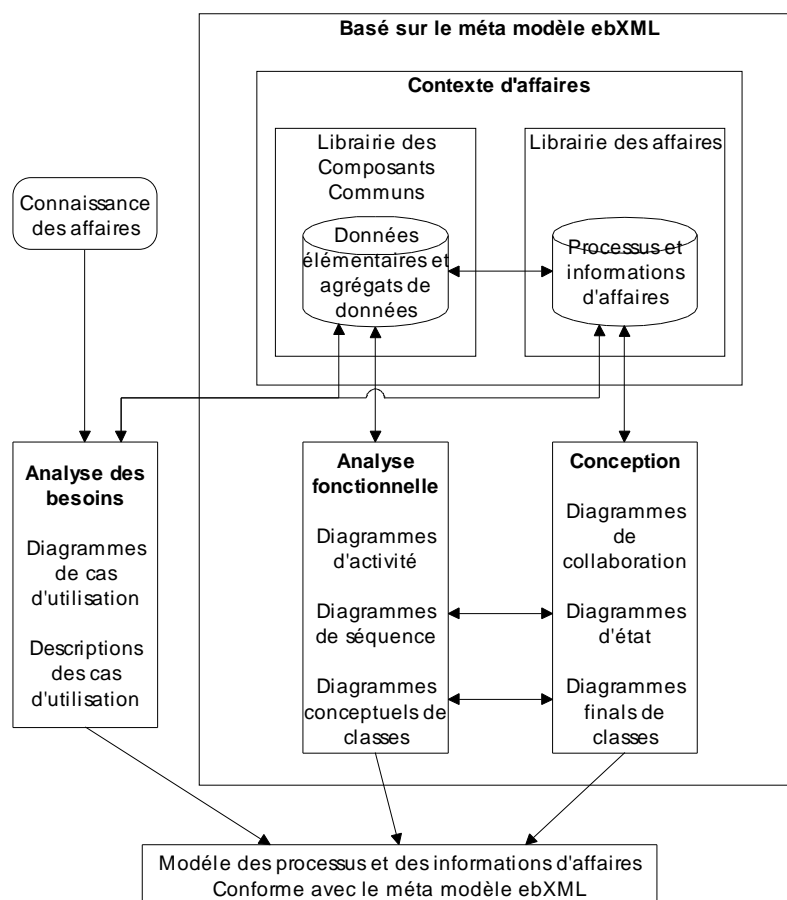 Basé sur le méta modèle ebXML
Contexte d'affaires
Librairie des
Composants
Communs
Librairie des affaires
Connaissance
des affaires
Données
élémentaires et
agrégats de
données
Processus et
informations
d'affaires
Analyse des
besoins
Diagrammes
de cas
d'utilisation
Descriptions
des cas
d'utilisation
Analyse
fonctionnelle
Diagrammes
d'activité
Diagrammes
de séquence
Diagrammes
conceptuels de
classes
Conception
Diagrammes
de
collaboration
Diagrammes
d'état
Diagrammes
finals de
classes
Modéle des processus et des informations d'affaires
Conforme avec le méta modèle ebXML